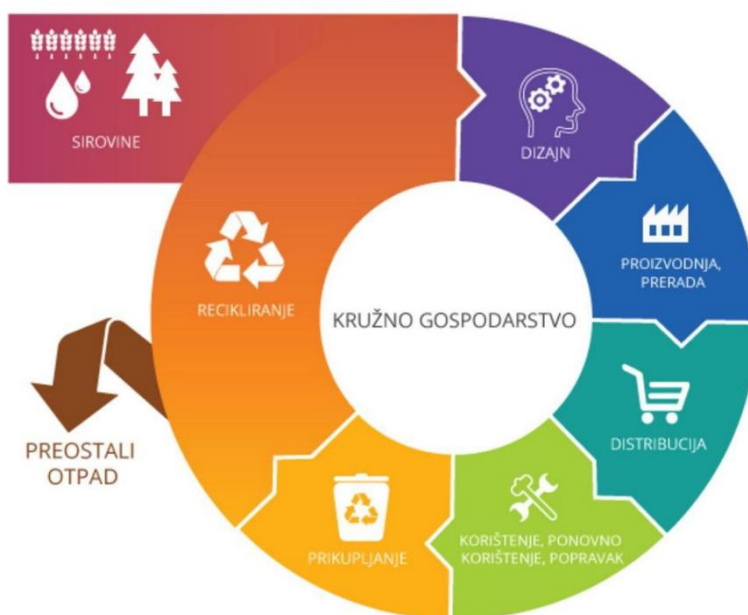 SIROVINE
DIZAJN
PROIZVODNJA,
PRERADA
RECIKLIRANJE
KRUŽNO GOSPODARSTVO
DISTRIBUCIJA
PREOSTALI
OTPAD
PRIKUPLJANJE
KORIŠTENJE, PONOVNO
KORIŠTENJE, POPRAVAK